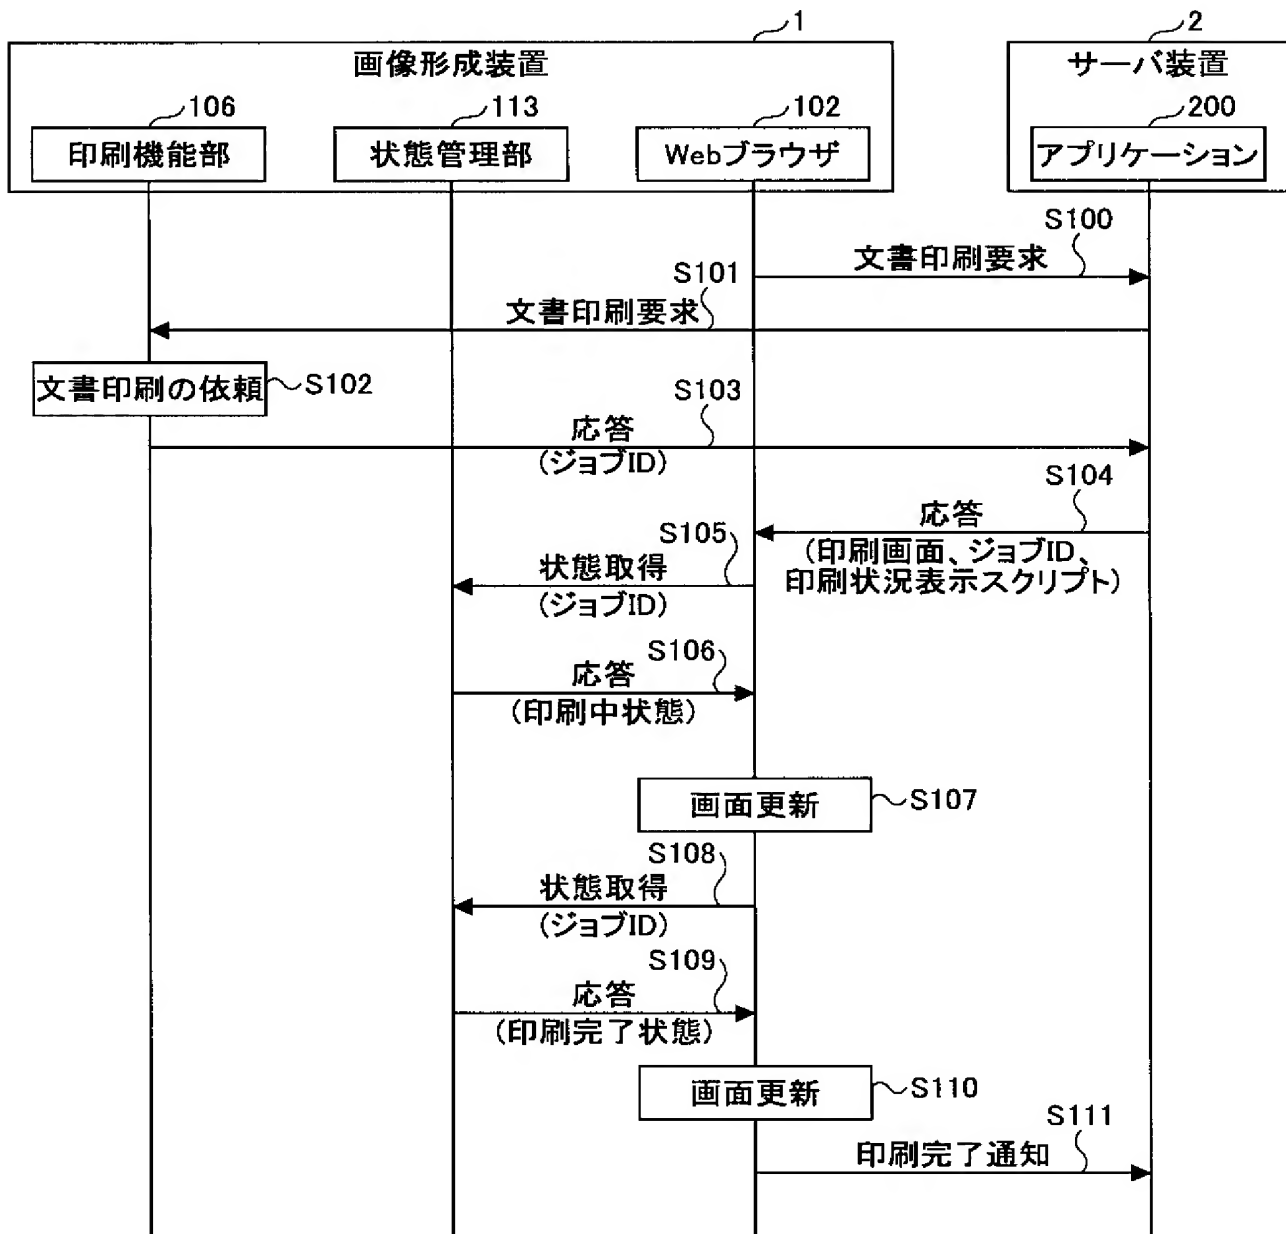 1
2
画像形成装置
サーバ装置
106
113
102
200
印刷機能部
状態管理部
Webブラウザ
アプリケーション
S100
文書印刷要求
S101
文書印刷要求
文書印刷の依頼
S102
S103
応答
(ジョブID)
S104
応答
(印刷画面、ジョブID、
印刷状況表示スクリプト)
S105
状態取得
(ジョブID)
S106
応答
(印刷中状態)
画面更新
S107
S108
状態取得
(ジョブID)
S109
応答
(印刷完了状態)
画面更新
S110
S111
印刷完了通知